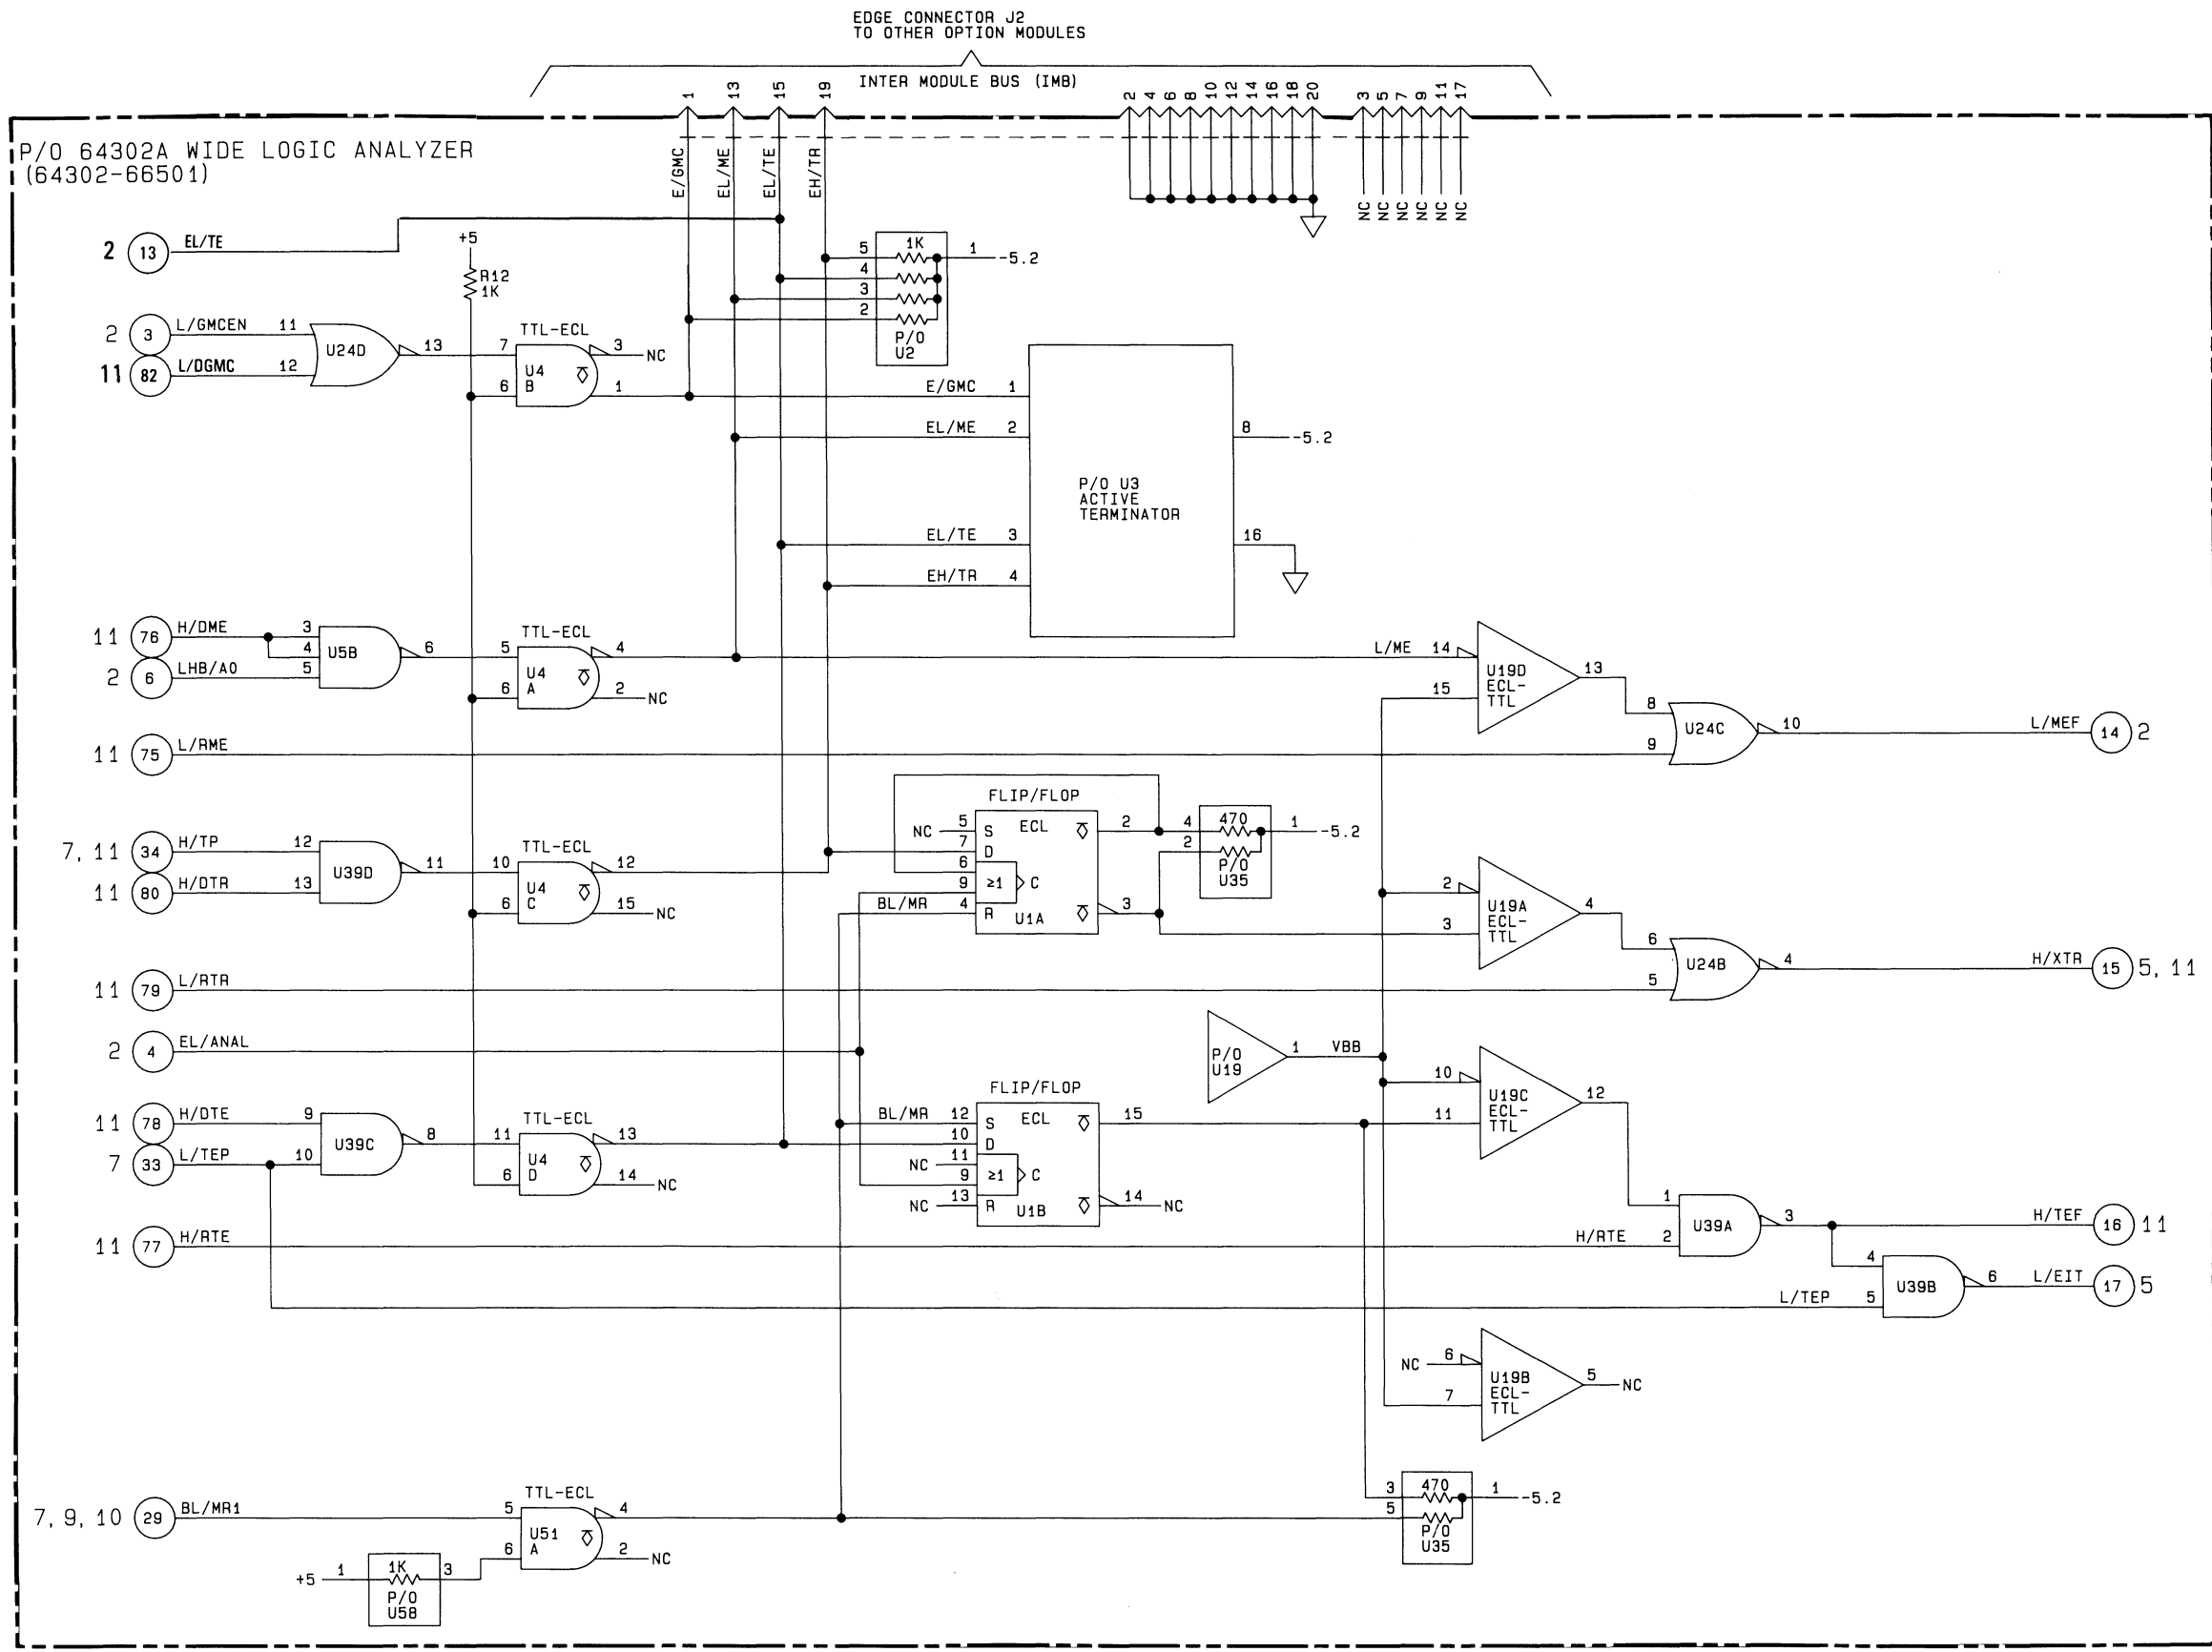 EDGE CONNECTOR J2
TO OTHER OPTION MODULES
INTER MODULE BUS (IMB)
1 13 15 19 2 4 6 8 10 12 14 16 18 20 3 5 7 9 11 17
P/O 64302A WIDE LOGIC ANALYZER
(64302-66501)
E/GMC EL/ME EL/TE EH/TR
NC NC NC NC NC NC
2 13 EL/TE
+5
R12
1K
5 1K 1 -5.2
4
3
2
P/O
U2
2 3 L/GMCEN 11
U24D 13
11 82 L/DGMC 12
TTL-ECL
7 3 NC
U4
B
6 1
E/GMC 1
EL/ME 2
8 -5.2
P/O U3
ACTIVE
TERMINATOR
EL/TE 3
16
EH/TR 4
11 76 H/DME 3
4
U5B 6
2 6 LHB/A0 5
TTL-ECL
5 4
U4
A
6 2 NC
L/ME 14
U19D
ECL-
TTL
13
15
8
U24C 10 L/MEF 14 2
11 75 L/RME 9
FLIP/FLOP
NC 5 S ECL 2
7 D
6
9 ≥1 C
BL/MR 4 R U1A 3
4 470 1 -5.2
2
P/O
U35
7, 11 34 H/TP 12
U39D 11
11 80 H/DTR 13
TTL-ECL
10 12
U4
C
6 15 NC
2
U19A
ECL-
TTL
4
3
6
U24B 4 H/XTR 15 5, 11
11 79 L/RTR 5
2 4 EL/ANAL
P/O
U19
1 VBB
10
U19C
ECL-
TTL
12
11
FLIP/FLOP
BL/MR 12 S ECL 15
10 D
NC 11
9 ≥1 C
NC 13 R U1B 14 NC
11 78 H/DTE 9
U39C 8
7 33 L/TEP 10
TTL-ECL
11 13
U4
D
6 14 NC
1
U39A 3 H/TEF 16 11
11 77 H/RTE H/RTE 2
4
U39B 6 L/EIT 17 5
L/TEP 5
NC 6
U19B
ECL-
TTL
5 NC
7
3 470 1 -5.2
5
P/O
U35
7, 9, 10 29 BL/MR1
TTL-ECL
5 4
U51
A
6 2 NC
+5 1 1K 3
P/O
U58